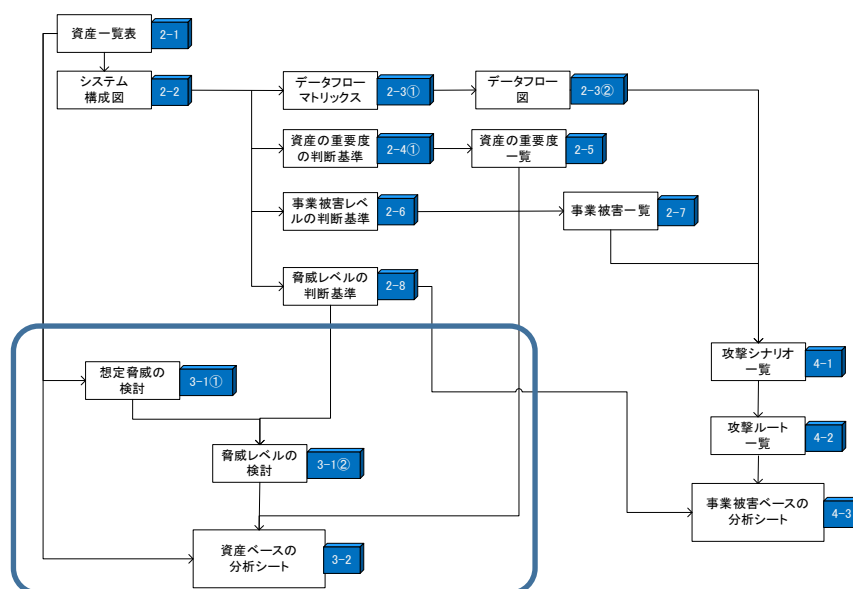 資産一覧表
2-1
システム
構成図
2-2
データフロー
マトリックス
2-3①
データフロー
図
2-3②
資産の重要度
の判断基準
2-4①
資産の重要度
一覧
2-5
事業被害レベ
ルの判断基準
2-6
事業被害一覧
2-7
脅威レベルの
判断基準
2-8
攻撃シナリオ
一覧
4-1
想定脅威の
検討
3-1①
攻撃ルート
一覧
4-2
脅威レベルの
検討
3-1②
事業被害ベースの
分析シート
4-3
資産ベースの
分析シート
3-2